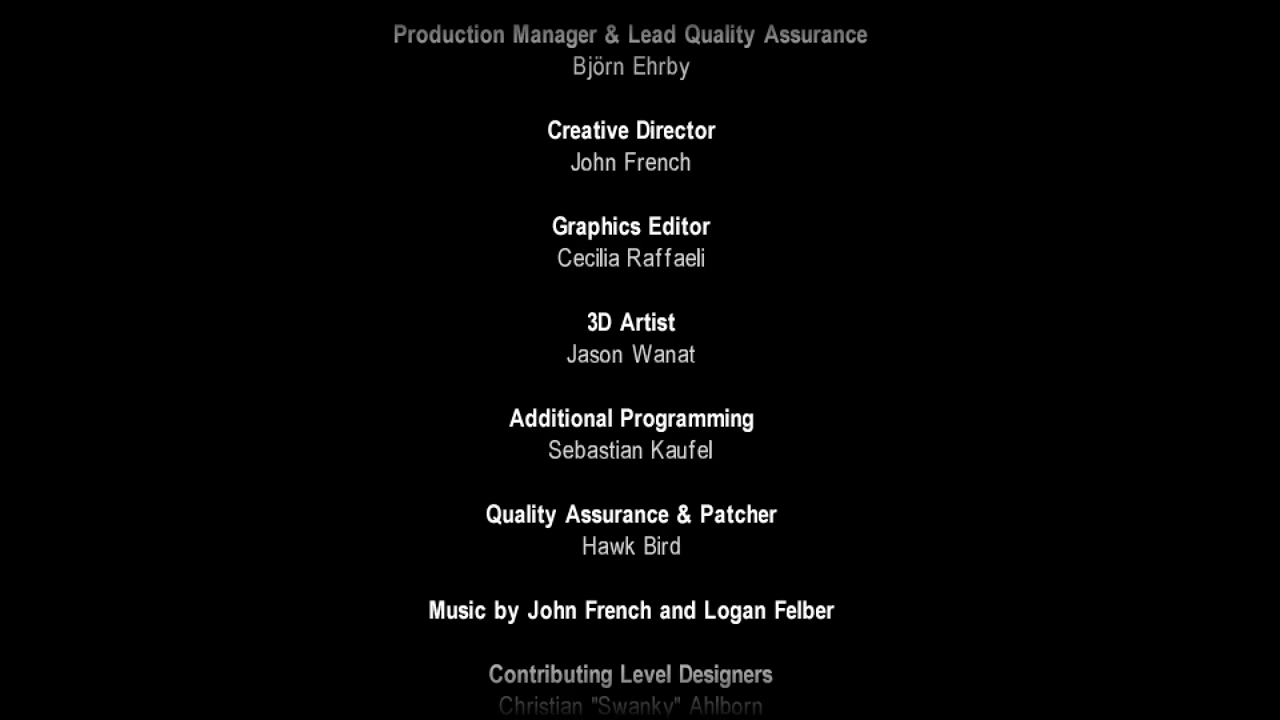 Production Manager & Lead Quality Assurance
Björn Ehrby
Creative Director
John French
Graphics Editor
Cecilia Raffaeli
3D Artist
Jason Wanat
Additional Programming
Sebastian Kaufel
Quality Assurance & Patcher
Hawk Bird
Music by John French and Logan Felber
Contributing Level Designers
Christian "Swanky" Ahlborn